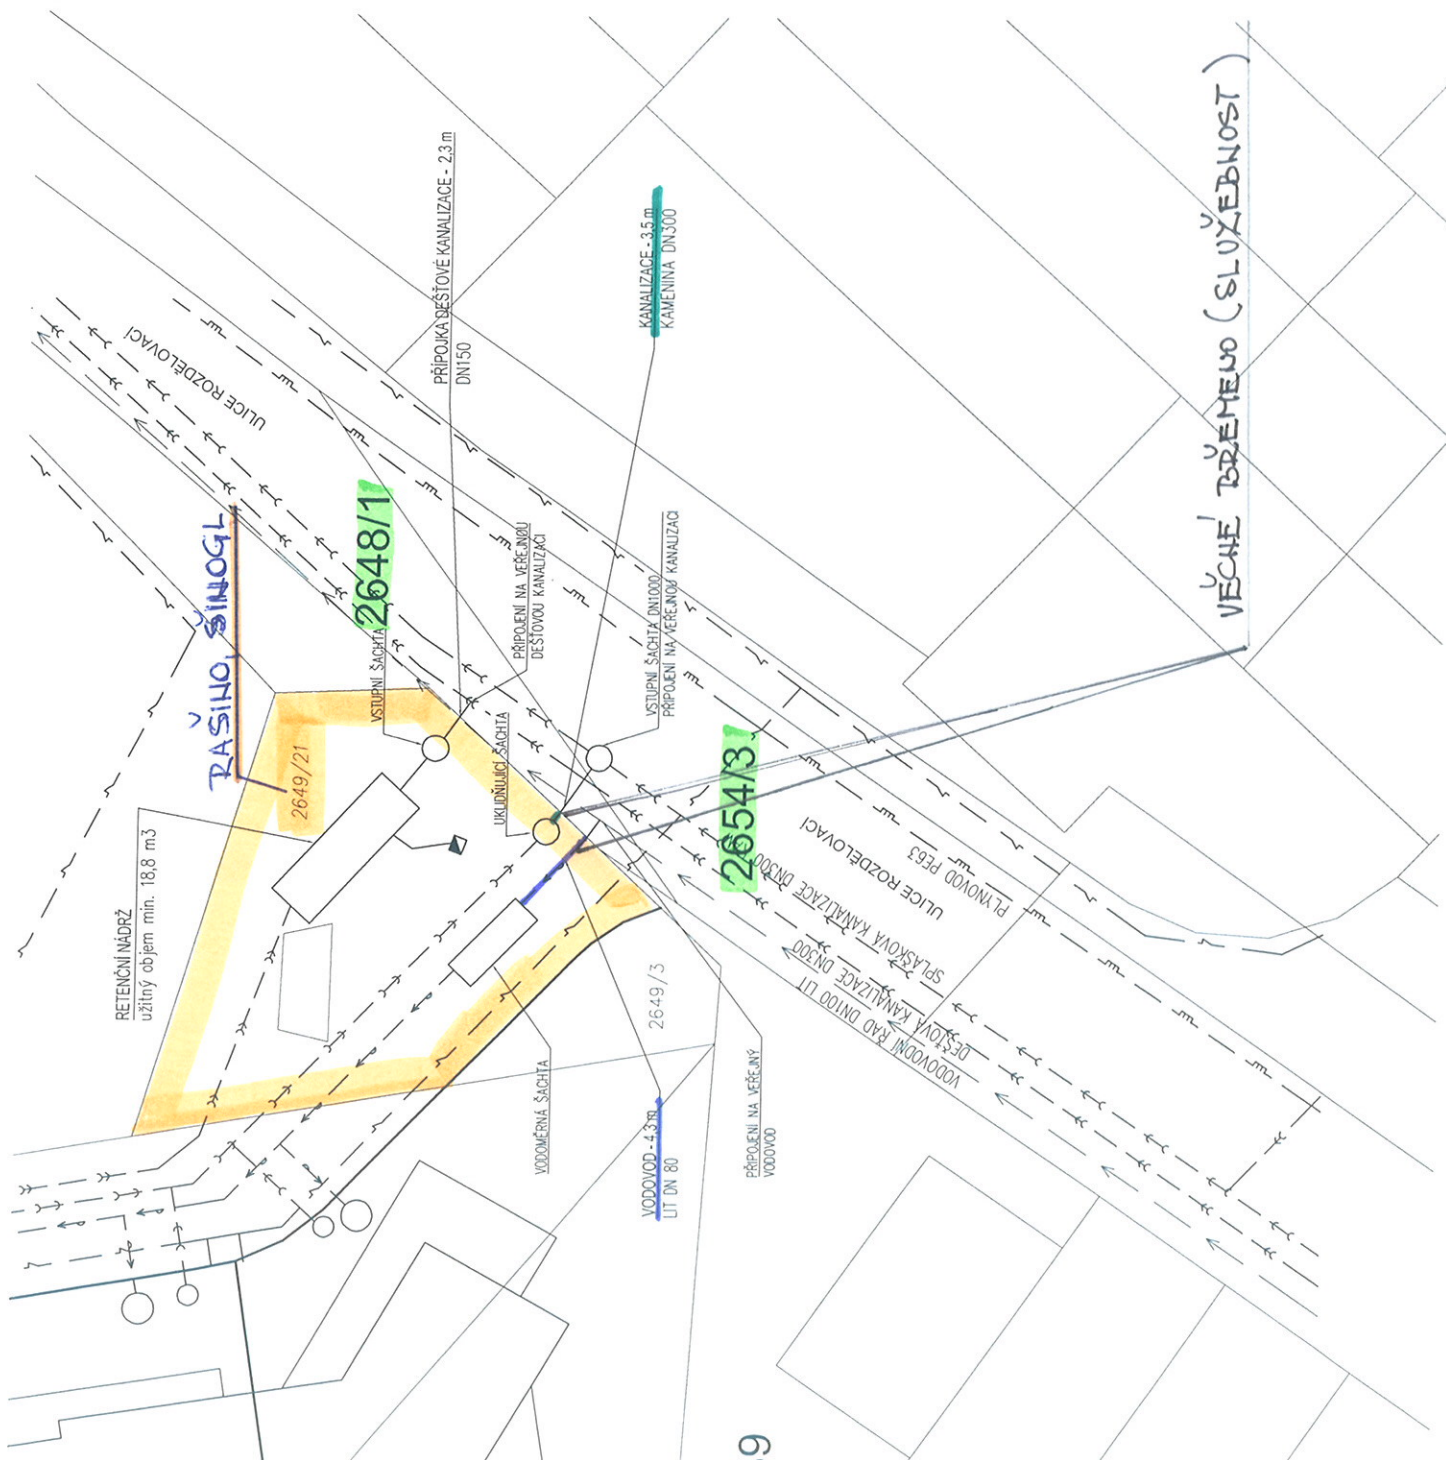 VĚCNÉ BŘEMENO (SLUŽEBNOST)
PŘÍPOJKA DEŠŤOVÉ KANALIZACE - 2,3 m
DN150
KANALIZACE - 3,5 m
KAMENINA DN300
ULICE ROZDĚLOVACÍ
RAŠINO, ŠINOGL
2648/1
2649/21
VSTUPNÍ ŠACHTA
PŘIPOJENÍ NA VEŘEJNOU
DEŠŤOVOU KANALIZACI
UKLIDŇUJÍCÍ ŠACHTA
VSTUPNÍ ŠACHTA DN1000
PŘIPOJENÍ NA VEŘEJNOU KANALIZACI
2654/3
RETENČNÍ NÁDRŽ
užitný objem min. 18,8 m3
ULICE ROZDĚLOVACÍ
PLYNOVOD PE63
SPLAŠKOVÁ KANALIZACE DN300
DEŠŤOVÁ KANALIZACE DN300
VODOVODNÍ ŘAD DN100 LIT
2649/3
VODOMĚRNÁ ŠACHTA
VODOVOD - 4,3 m
LIT DN 80
PŘIPOJENÍ NA VEŘEJNÝ
VODOVOD